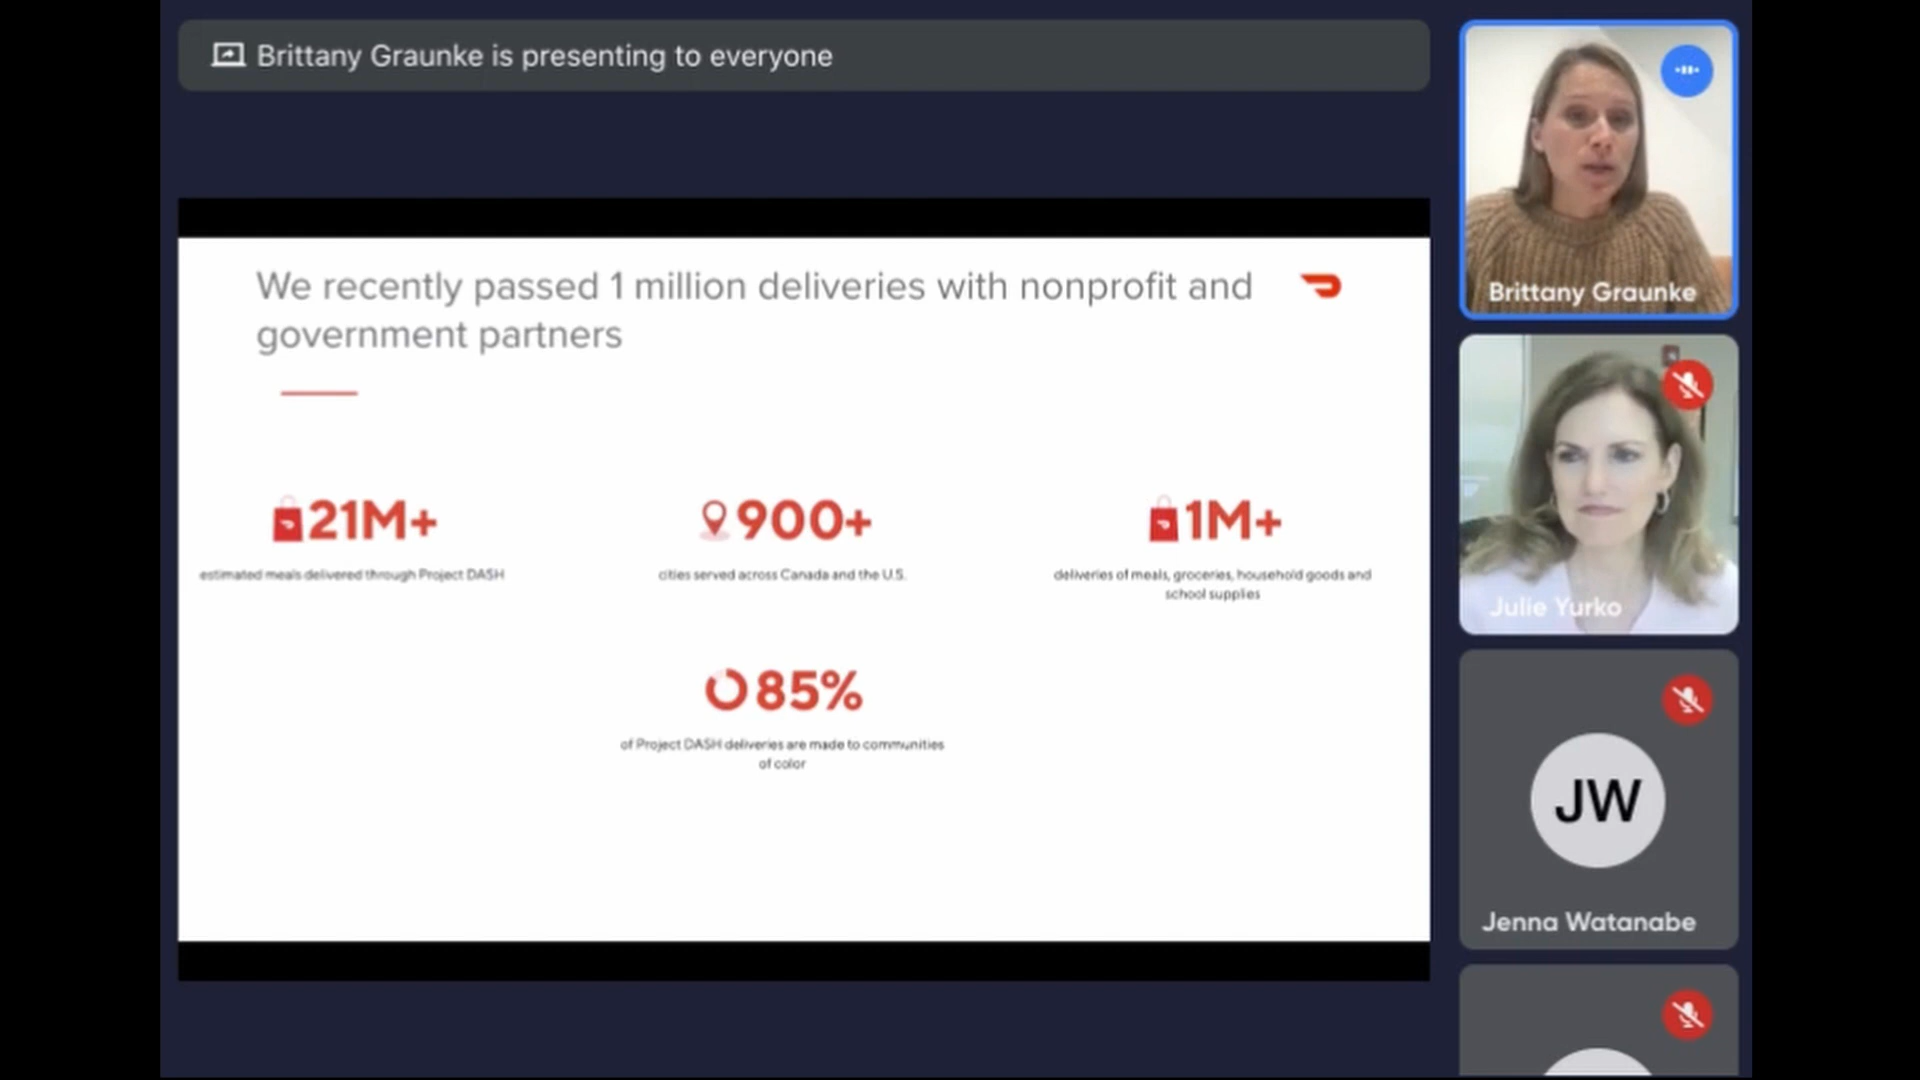 Brittany Graunke is presenting to everyone
We recently passed 1 million deliveries with nonprofit and
government partners
21M+
estimated meals delivered through Project DASH
900+
cities served across Canada and the U.S.
1M+
deliveries of meals, groceries, household goods and
school supplies
85%
of Project DASH deliveries are made to communities
of color
Brittany Graunke
Julie Yurko
JW
Jenna Watanabe